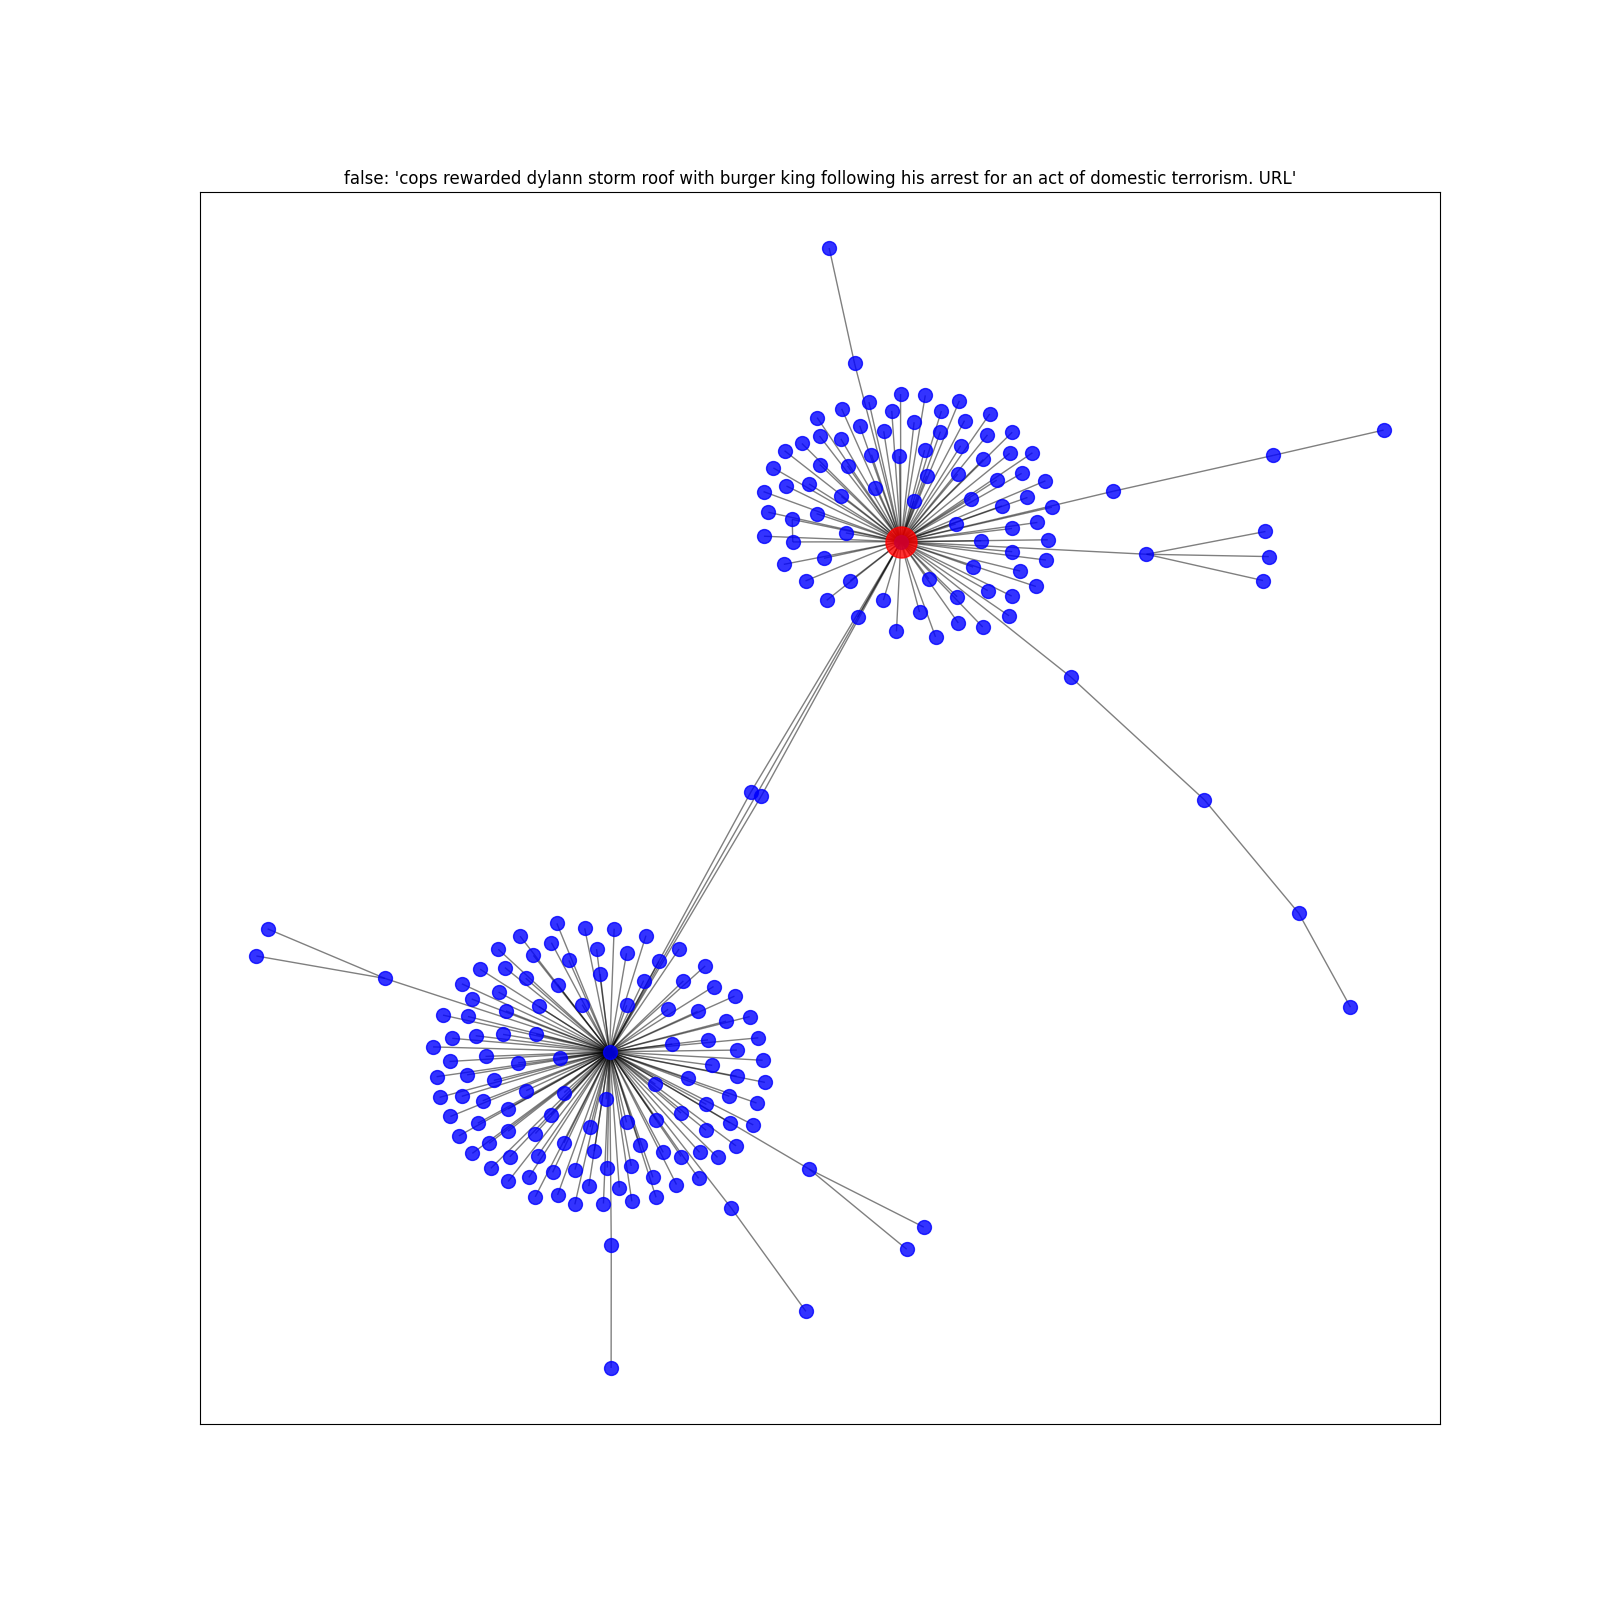 false: 'cops rewarded dylann storm roof with burger king following his arrest for an act of domestic terrorism. URL'